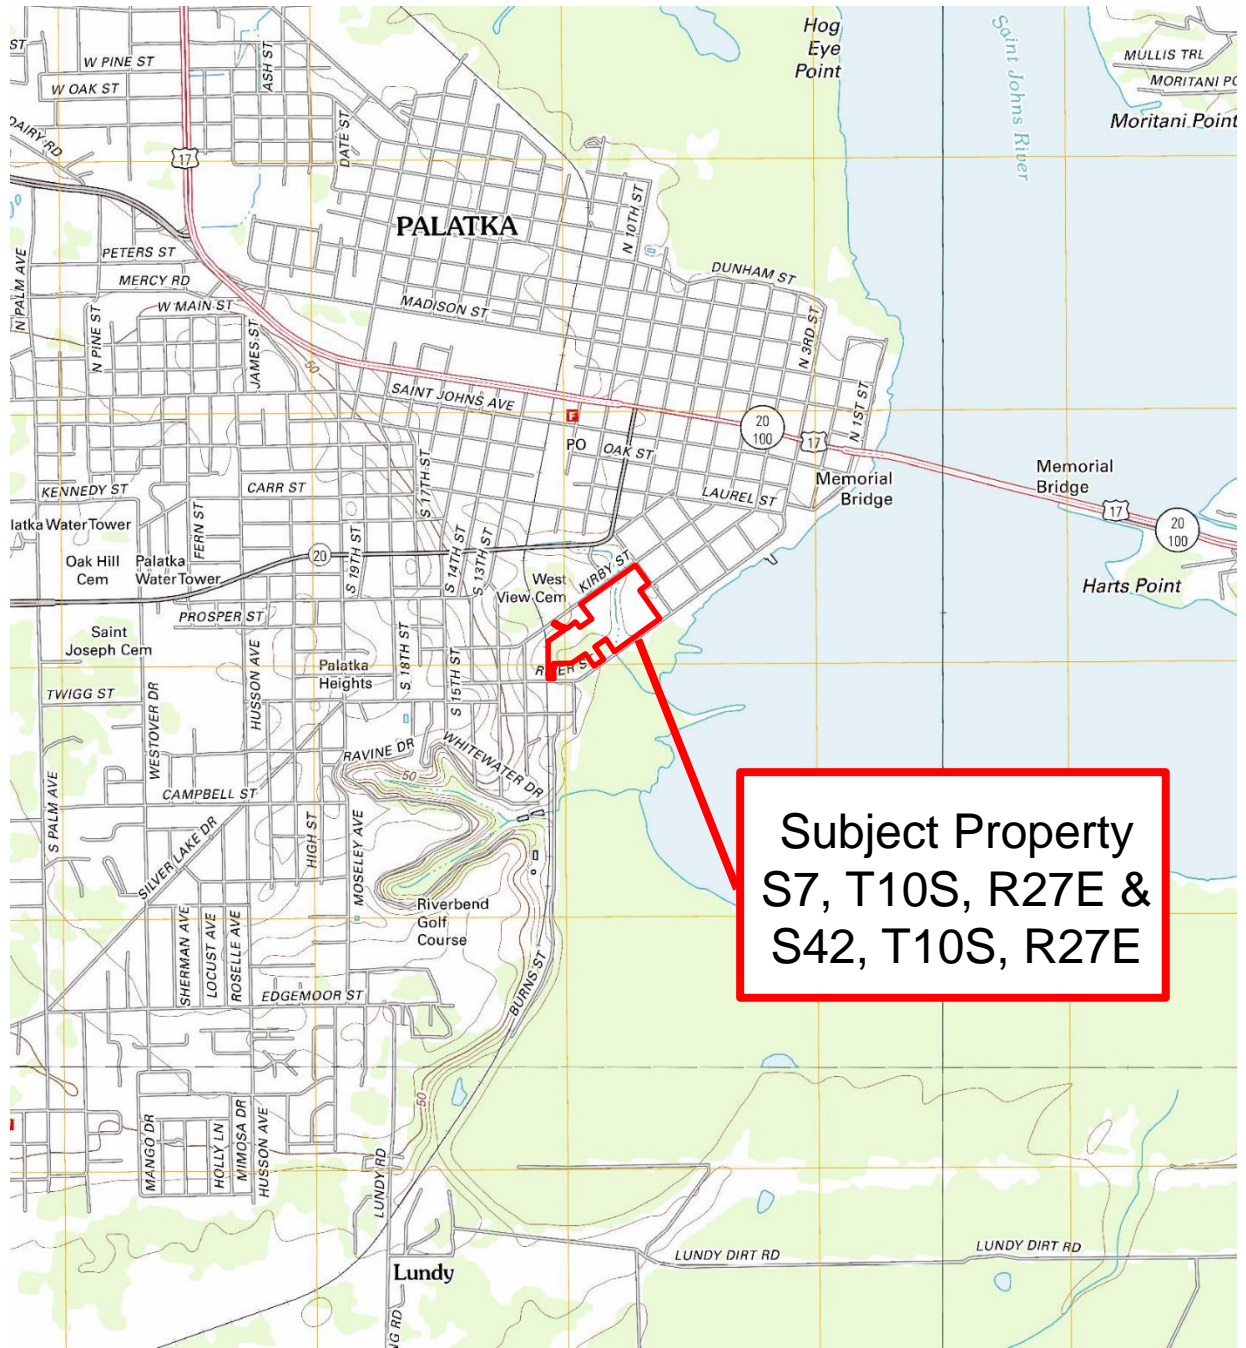 Hog
Eye
Point
Saint Johns River
MULLIS TRL
MORITANI
Moritani Point
ST
W PINE ST
W OAK ST
ASH ST
DAIRY RD
DATE ST
17
PALATKA
N 10TH ST
PETERS ST
MERCY RD
W MAIN ST
N PALM AVE
N PINE ST
JAMES ST
50
MADISON ST
DUNHAM ST
N 3RD ST
N 1ST ST
SAINT JOHNS AVE
F
PO
OAK ST
20
100
17
Memorial
Bridge
LAUREL ST
Memorial
Bridge
17
20
100
Harts Point
KENNEDY ST
CARR ST
S 17TH ST
latka Water Tower
FERN ST
Oak Hill
Cem
Palatka
Water Tower
20
S 19TH ST
S 14TH ST
S 13TH ST
West
View Cem
KIRBY ST
PROSPER ST
Saint
Joseph Cem
HUSSON AVE
Palatka
Heights
S 18TH ST
S 15TH ST
RIVER ST
TWIGG ST
WESTOVER DR
RAVINE DR
WHITEWATER DR
50
CAMPBELL ST
S PALM AVE
SILVER LAKE DR
HIGH ST
MOSELEY AVE
Subject Property
S7, T10S, R27E &
S42, T10S, R27E
Riverbend
Golf
Course
SHERMAN AVE
LOCUST AVE
ROSELLE AVE
EDGEMOOR ST
BURNS ST
50
MANGO DR
HOLLY LN
MIMOSA DR
HUSSON AVE
LUNDY RD
Lundy
LUNDY DIRT RD
LUNDY DIRT RD
NG RD